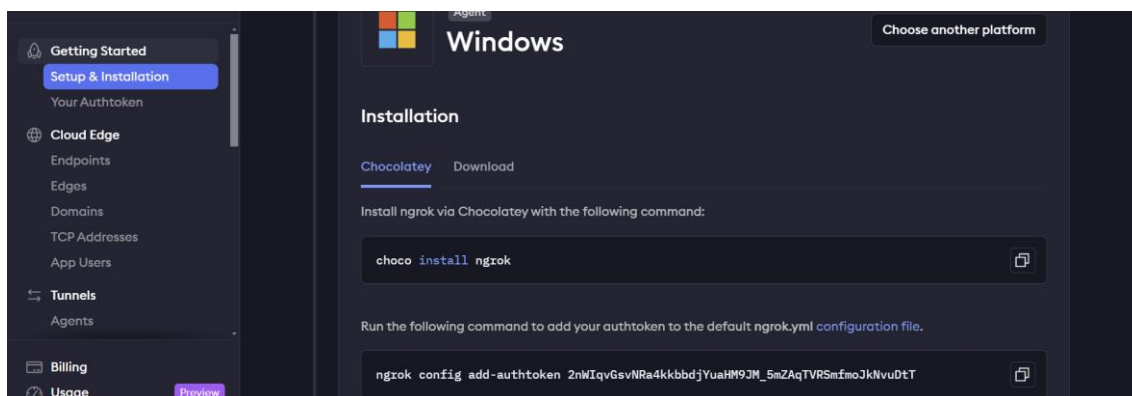 Agent
Windows
Choose another platform
Getting Started
Setup & Installation
Your Authtoken
Cloud Edge
Endpoints
Edges
Domains
TCP Addresses
App Users
Tunnels
Agents
Billing
Usage Preview
Installation
Chocolatey Download
Install ngrok via Chocolatey with the following command:
choco install ngrok
Run the following command to add your authtoken to the default ngrok.yml configuration file.
ngrok config add-authtoken 2nWIqvGsvNRa4kkbbdjYuaHM9JM_5mZAqTVRSmfmoJkNvuDtT